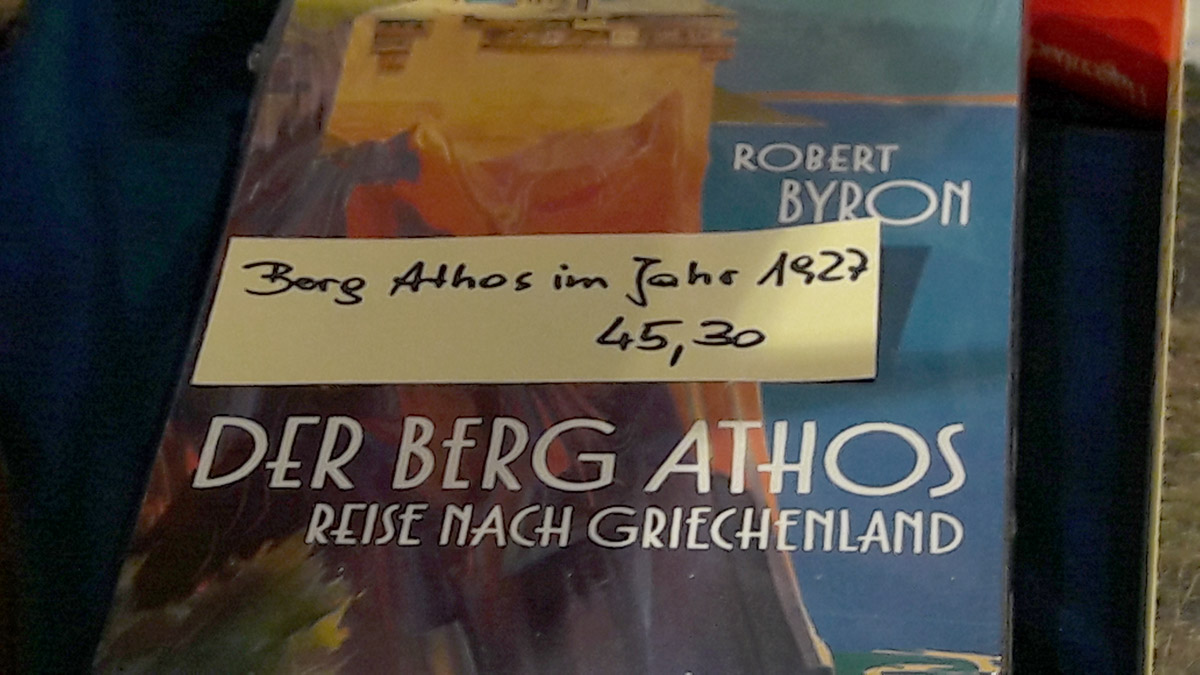 ROBERT
BYRON
Berg Athos im Jahr 1927
45,30
DER BERG ATHOS
REISE NACH GRIECHENLAND